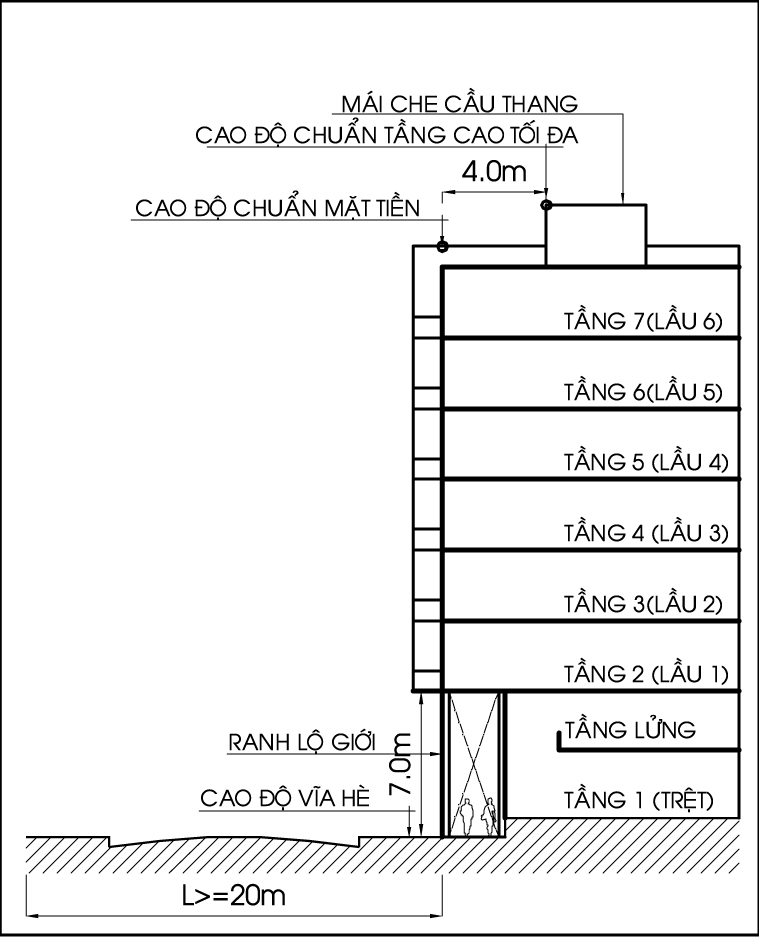 MÁI CHE CẦU THANG
CAO ĐỘ CHUẨN TẦNG CAO TỐI ĐA
4.0m
CAO ĐỘ CHUẨN MẶT TIỀN
TẦNG 7(LẦU 6)
TẦNG 6(LẦU 5)
TẦNG 5 (LẦU 4)
TẦNG 4 (LẦU 3)
TẦNG 3(LẦU 2)
TẦNG 2 (LẦU 1)
TẦNG LỬNG
RANH LỘ GIỚI
7.0m
CAO ĐỘ VĨA HÈ
TẦNG 1 (TRỆT)
L>=20m